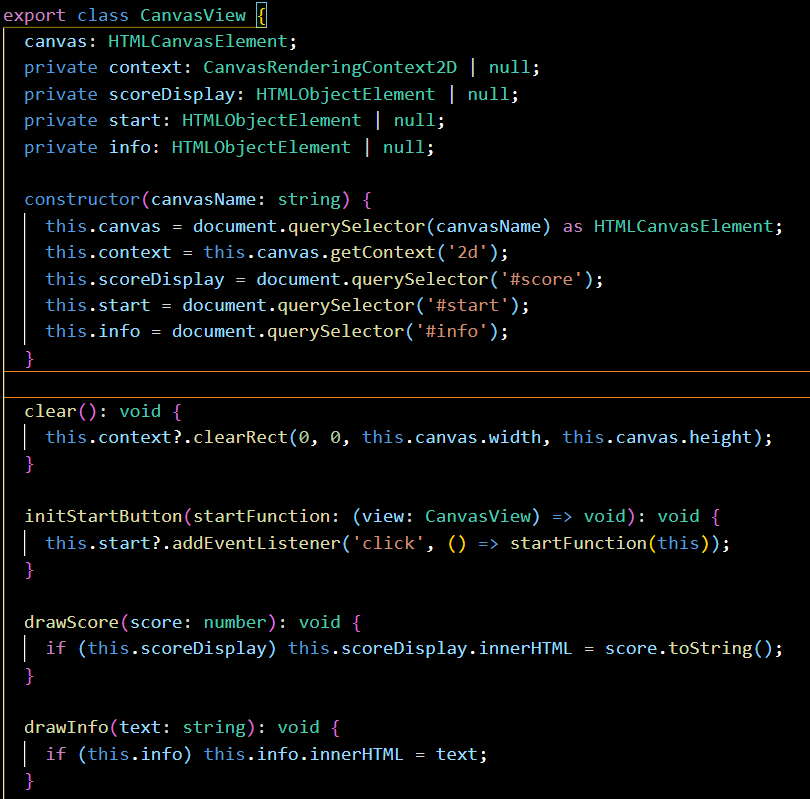 export class CanvasView {
canvas: HTMLCanvasElement;
private context: CanvasRenderingContext2D | null;
private scoreDisplay: HTMLObjectElement | null;
private start: HTMLObjectElement | null;
private info: HTMLObjectElement | null;
constructor(canvasName: string) {
this.canvas = document.querySelector(canvasName) as HTMLCanvasElement;
this.context = this.canvas.getContext('2d');
this.scoreDisplay = document.querySelector('#score');
this.start = document.querySelector('#start');
this.info = document.querySelector('#info');
}
clear(): void {
this.context?.clearRect(0, 0, this.canvas.width, this.canvas.height);
}
initStartButton(startFunction: (view: CanvasView) => void): void {
this.start?.addEventListener('click', () => startFunction(this));
}
drawScore(score: number): void {
if (this.scoreDisplay) this.scoreDisplay.innerHTML = score.toString();
}
drawInfo(text: string): void {
if (this.info) this.info.innerHTML = text;
}